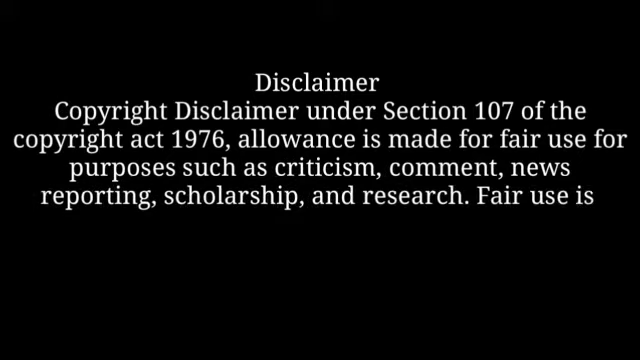 Disclaimer
Copyright Disclaimer under Section 107 of the
copyright act 1976, allowance is made for fair use for
purposes such as criticism, comment, news
reporting, scholarship, and research. Fair use is